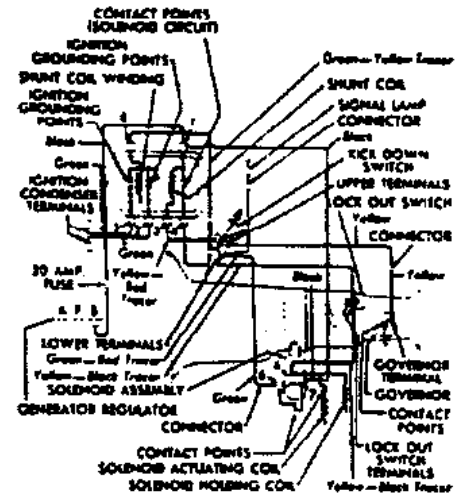 CONTACT POINTS
(SOLENOID CIRCUIT)
IGNITION
GROUNDING POINTS
SHUNT COIL WINDING
IGNITION
GROUNDING
POINTS
Black
Green
IGNITION
CONDENSER
TERMINALS
Green
Yellow—
Red
Tracer
30 AMP.
FUSE
A F B
LOWER TERMINALS
Green—Red Tracer
Yellow—Black Tracer
SOLENOID ASSEMBLY
GENERATOR REGULATOR
Green
CONNECTOR
CONTACT POINTS
SOLENOID ACTUATING COIL
SOLENOID HOLDING COIL
Green—Yellow Tracer
SHUNT COIL
SIGNAL LAMP
CONNECTOR
Black
KICK DOWN
SWITCH
UPPER TERMINALS
LOCK OUT SWITCH
Yellow
CONNECTOR
Yellow
Black
GOVERNOR
TERMINAL
GOVERNOR
CONTACT
POINTS
LOCK OUT
SWITCH
TERMINALS
Yellow—Black Tracer